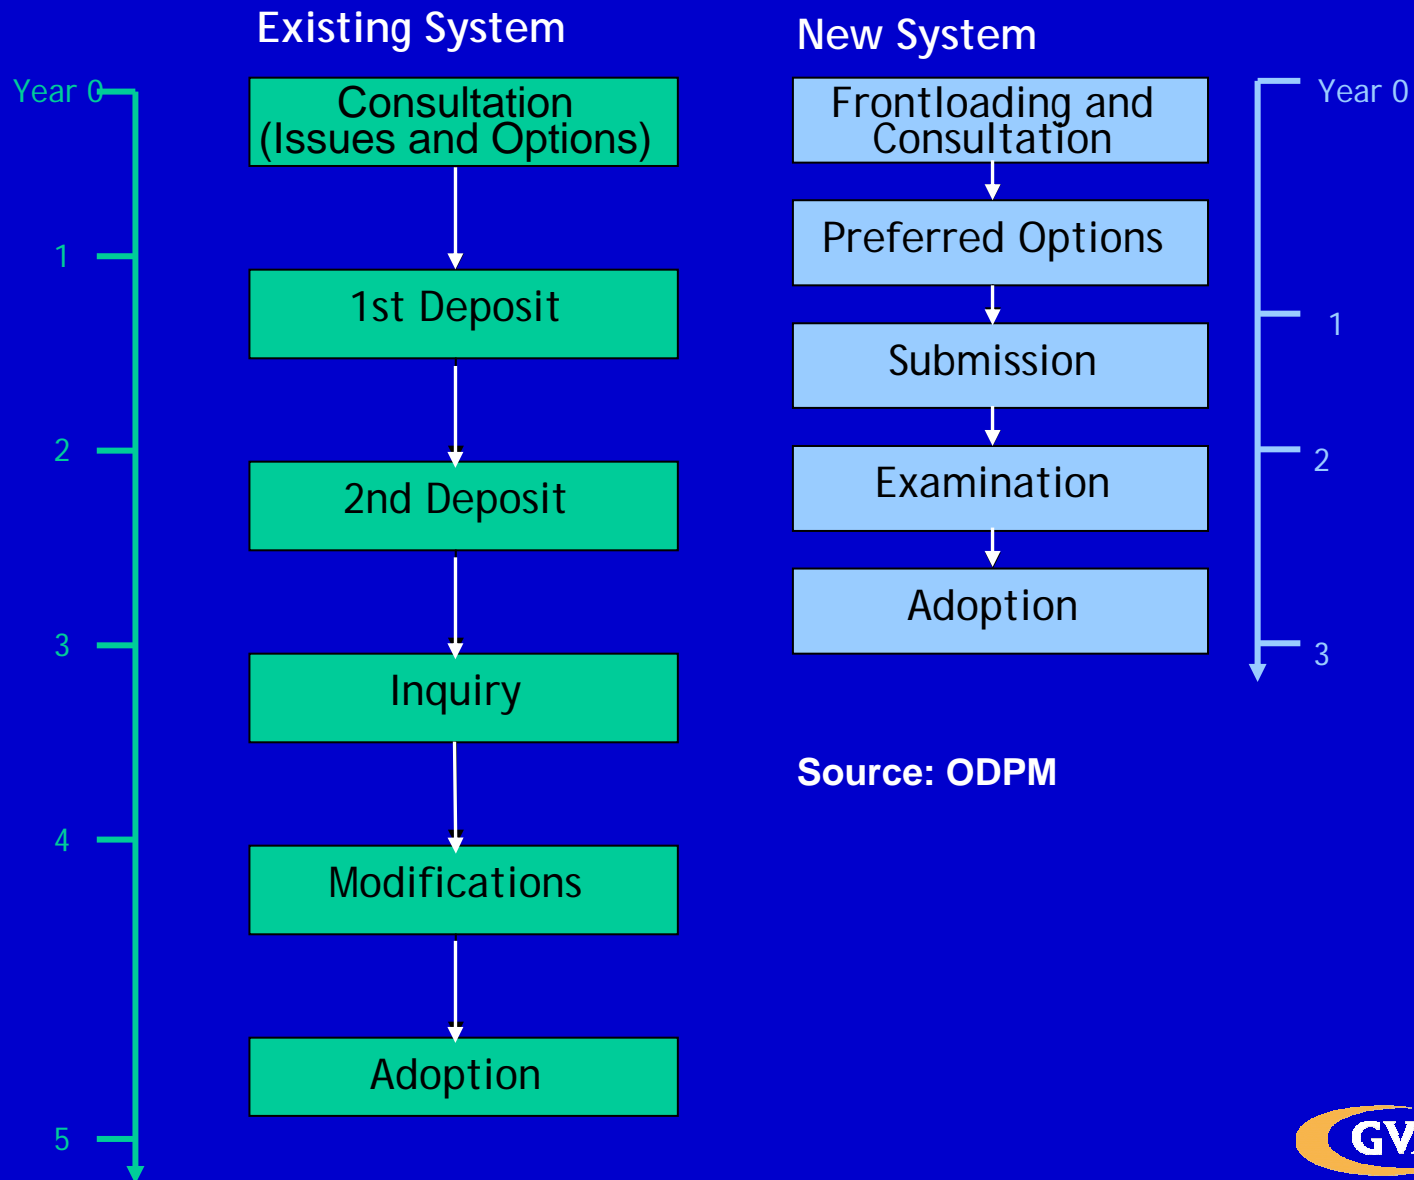 Existing System
Year 0
Consultation
(Issues and Options)
1
1st Deposit
2
2nd Deposit
3
Inquiry
4
Modifications
Adoption
5
New System
Frontloading and
Consultation
Year 0
Preferred Options
1
Submission
2
Examination
Adoption
3
Source: ODPM